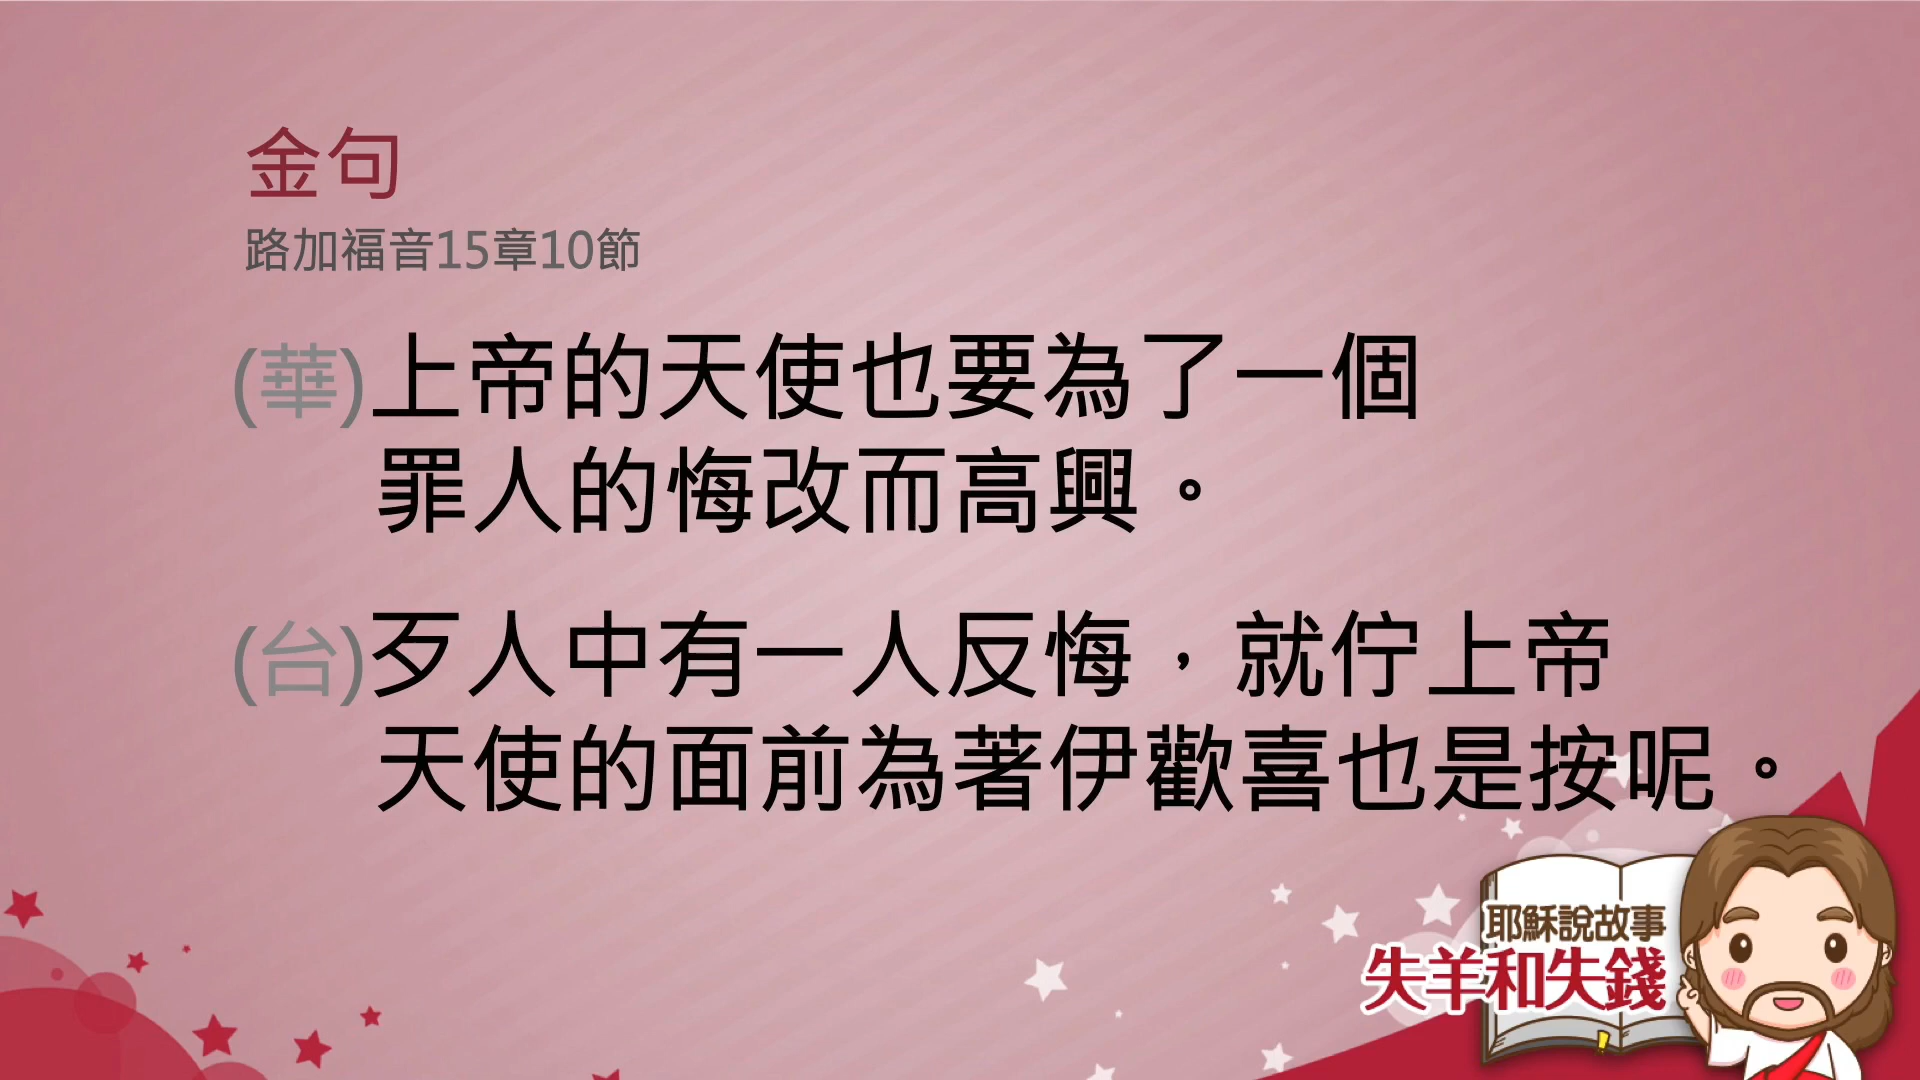 金句
路加福音15章10節
(華)上帝的天使也要為了一個
罪人的悔改而高興。
(台)歹人中有一人反悔，就佇上帝
天使的面前為著伊歡喜也是按呢。
耶穌說故事
失羊和失錢